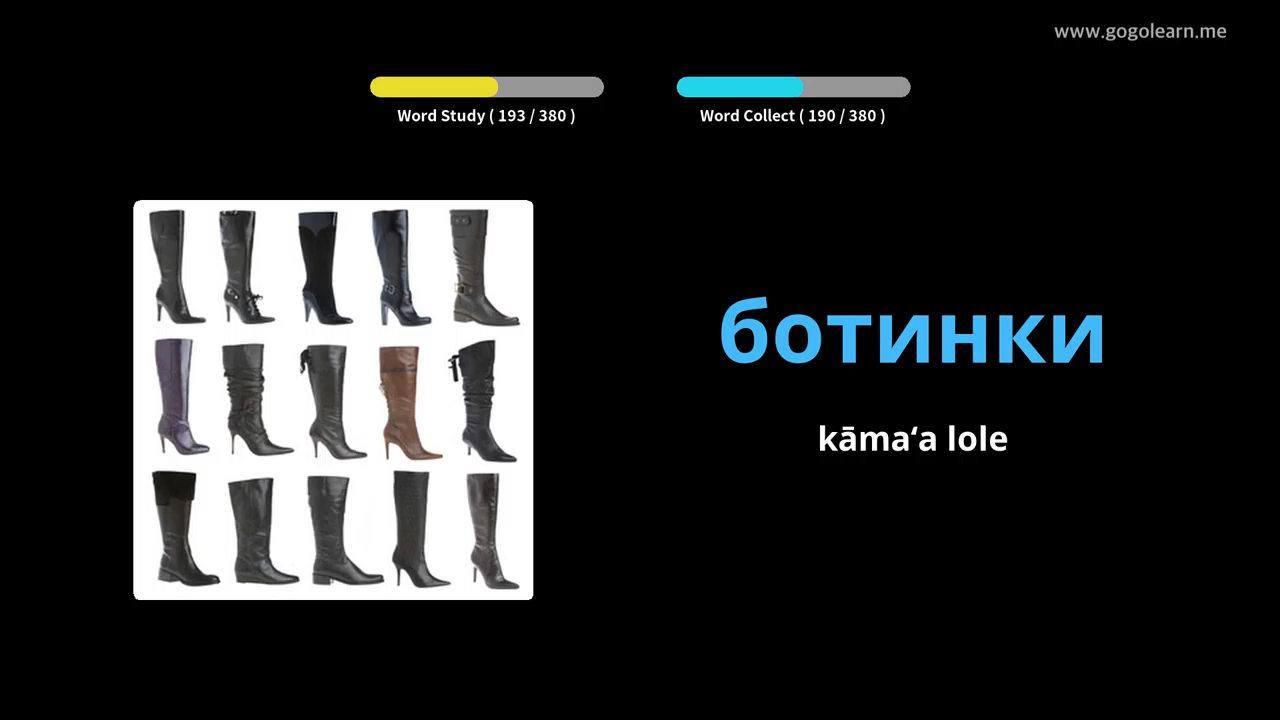 www.gogolearn.me
Word Study ( 193 / 380 )
Word Collect ( 190 / 380 )
ботинки
kāmaʻa lole